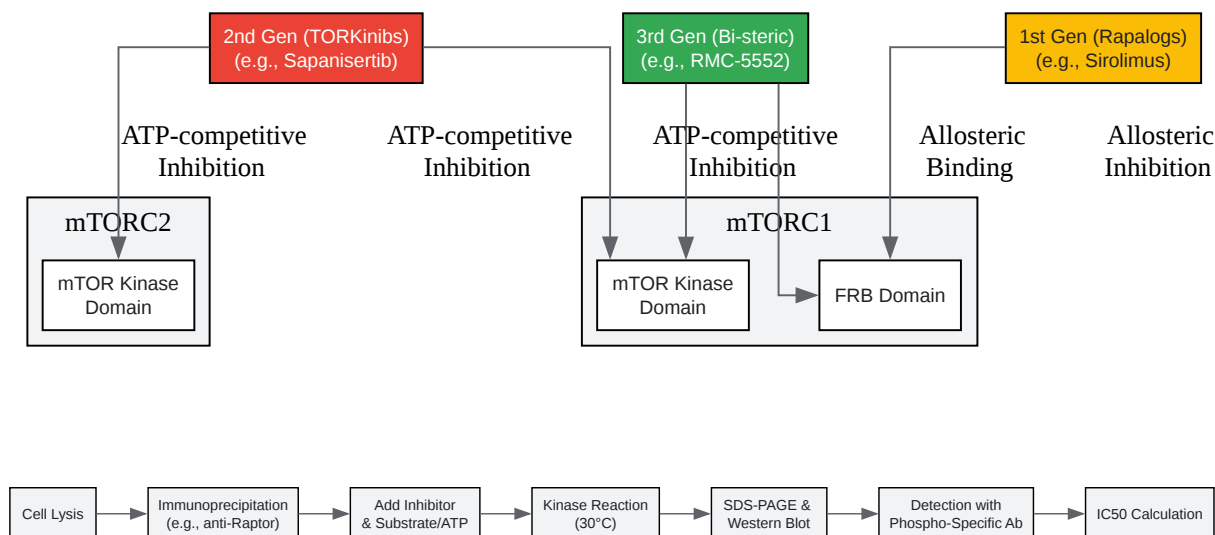 2nd Gen (TORKinibs)
(e.g., Sapanisertib)
3rd Gen (Bi-steric)
(e.g., RMC-5552)
1st Gen (Rapalogs)
(e.g., Sirolimus)
ATP-competitive
Inhibition
ATP-competitive
Inhibition
ATP-competitive
Inhibition
Allosteric
Binding
Allosteric
Inhibition
mTORC2
mTOR Kinase
Domain
mTORC1
mTOR Kinase
Domain
FRB Domain
Cell Lysis
Immunoprecipitation
(e.g., anti-Raptor)
Add Inhibitor
& Substrate/ATP
Kinase Reaction
(30°C)
SDS-PAGE &
Western Blot
Detection with
Phospho-Specific Ab
IC50 Calculation